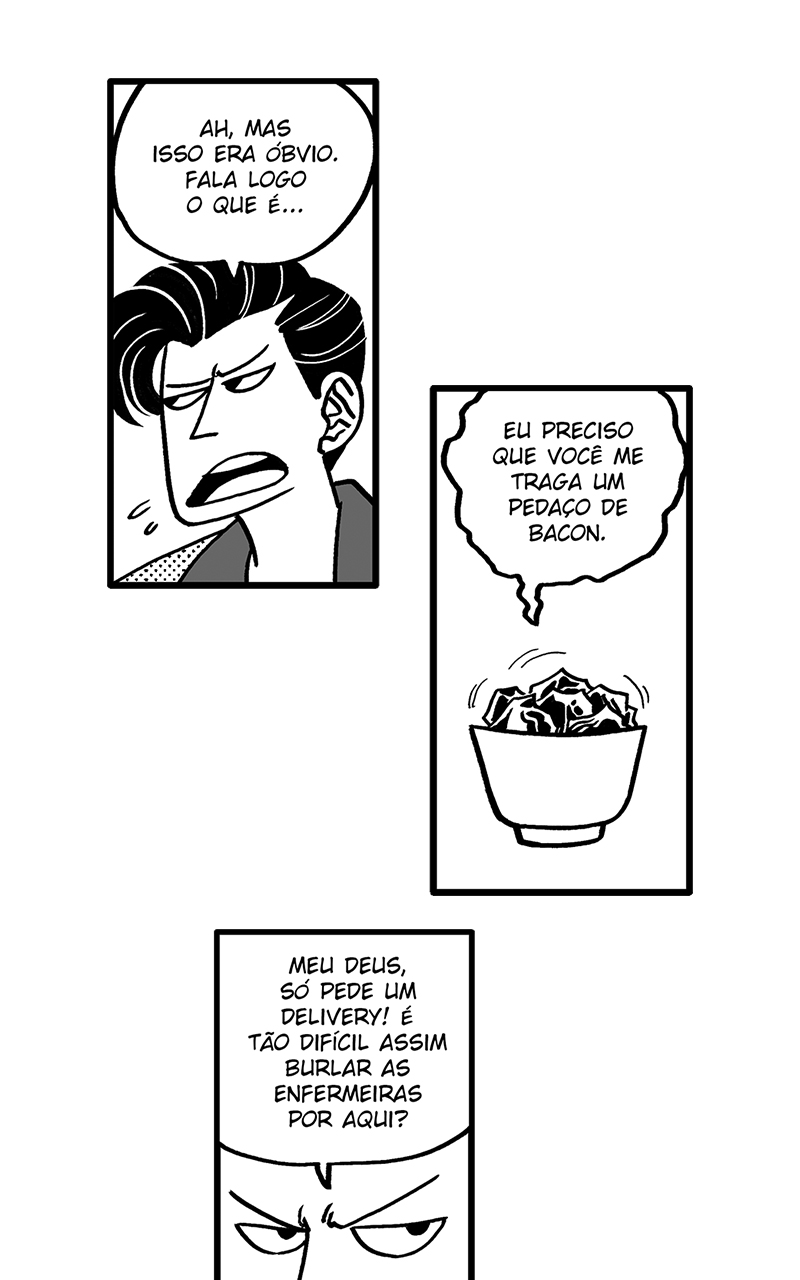 AH, MAS
ISSO ERA ÓBVIO.
FALA LOGO
O QUE É...
EU PRECISO
QUE VOCÊ ME
TRAGA UM
PEDAÇO DE
BACON.
MEU DEUS,
SÓ PEDE UM
DELIVERY! É
TÃO DIFÍCIL ASSIM
BURLAR AS
ENFERMEIRAS
POR AQUI?